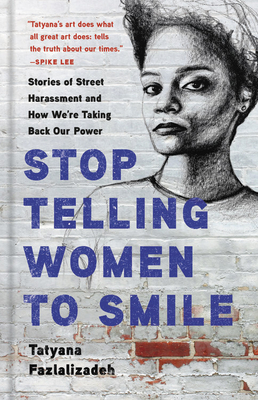 "Tatyana's art does what
all great art does: tells
the truth about our times."
—SPIKE LEE
Stories of Street
Harassment and
How We're Taking
Back Our Power
STOP
TELLING
WOMEN
TO SMILE
Tatyana
Fazlalizadeh